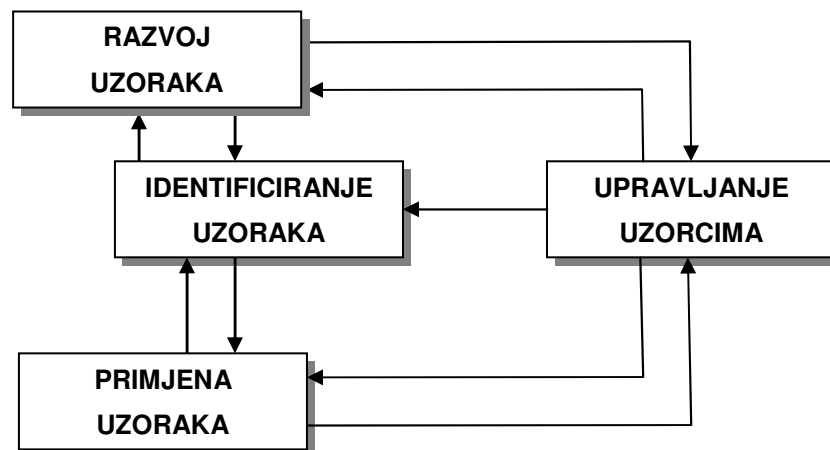 RAZVOJ
UZORAKA
IDENTIFICIRANJE
UZORAKA
UPRAVLJANJE
UZORCIMA
PRIMJENA
UZORAKA